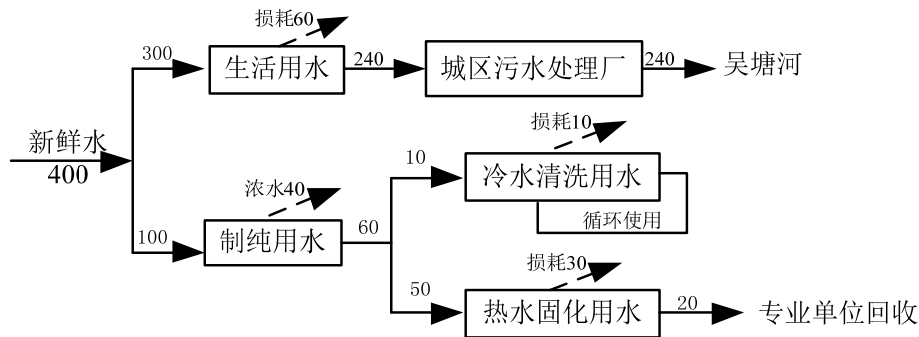 损耗60
300
生活用水
240
城区污水处理厂
240
吴塘河
新鲜水
400
损耗10
10
冷水清洗用水
循环使用
浓水40
100
制纯用水
60
损耗30
50
热水固化用水
20
专业单位回收